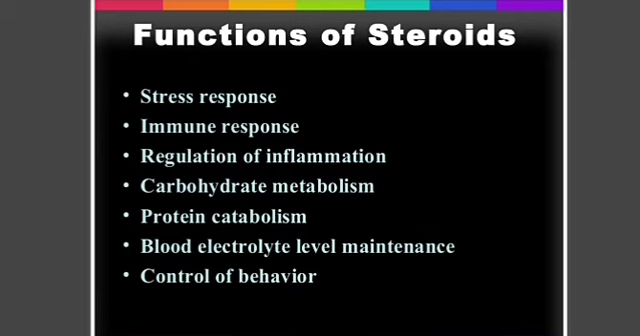 Functions of Steroids
• Stress response
• Immune response
• Regulation of inflammation
• Carbohydrate metabolism
• Protein catabolism
• Blood electrolyte level maintenance
• Control of behavior